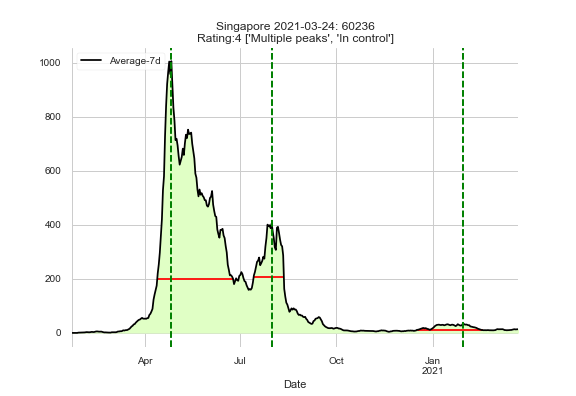 Singapore 2021-03-24: 60236
Rating:4 ['Multiple peaks', 'In control']
Average-7d
1000
800
600
400
200
0
Apr
Jul
Oct
Jan
2021
Date